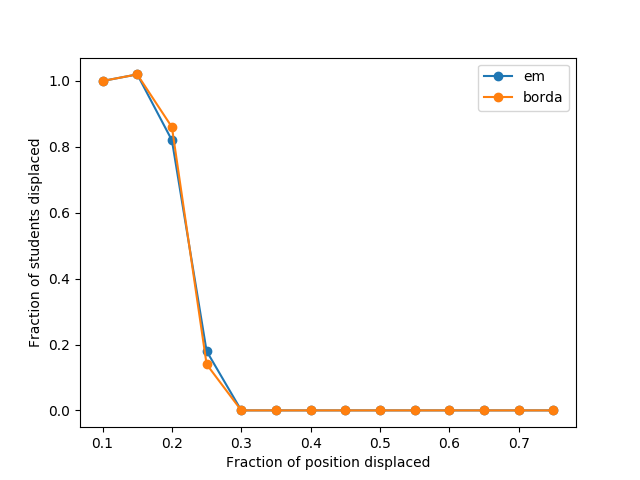 em
borda
1.0
0.8
0.6
0.4
0.2
0.0
Fraction of students displaced
0.1 0.2 0.3 0.4 0.5 0.6 0.7
Fraction of position displaced